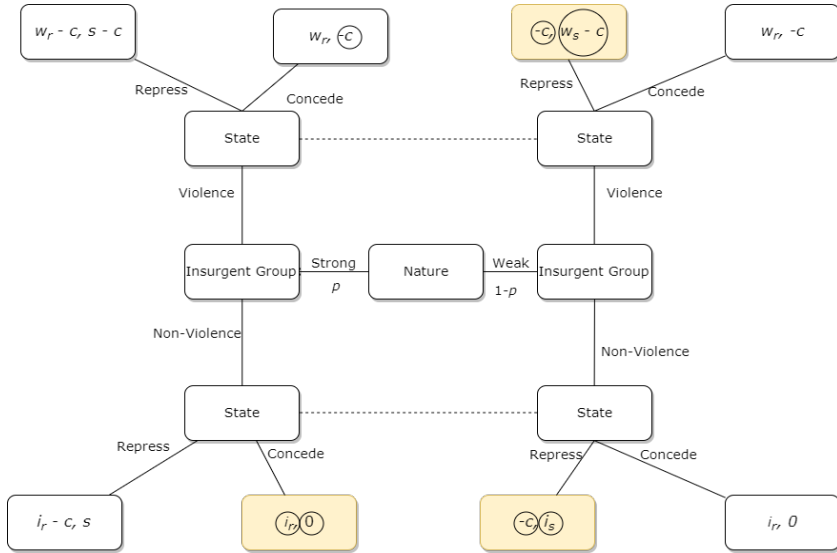 w_r - c, s - c
w_r, -c
-c, w_s - c
w_r, -c
Repress
Concede
Repress
Concede
State
State
Violence
Violence
Insurgent Group
Strong
p
Nature
Weak
1-p
Insurgent Group
Non-Violence
Non-Violence
State
State
Repress
Concede
Repress
Concede
i_r - c, s
i_r, 0
-c, i_s
i_r, 0